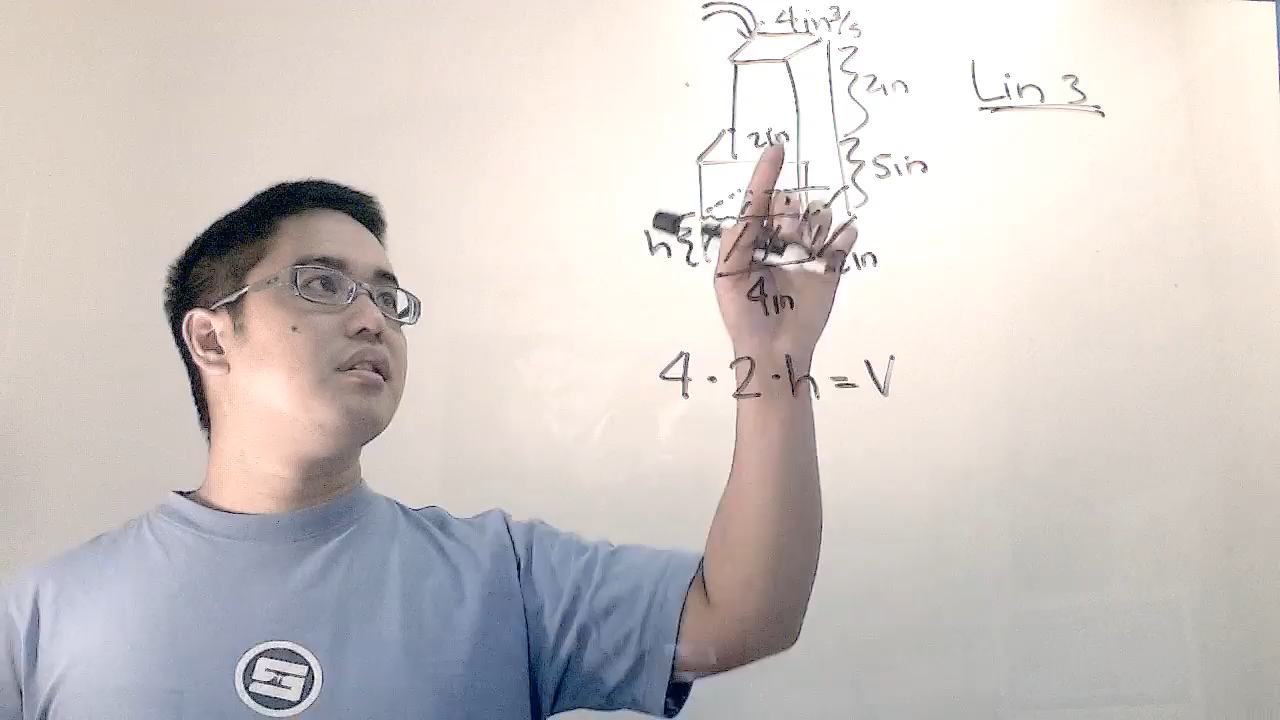 4in³/s
2in
Lin 3
2in
5in
h
2in
4in
4 · 2 · h = V